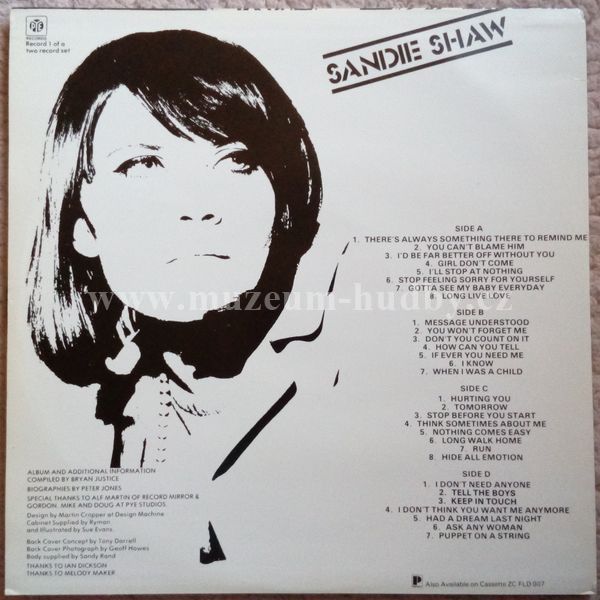 PYE
RECORDS
Record 1 of a
two record set
SANDIE SHAW
SIDE A
1. THERE'S ALWAYS SOMETHING THERE TO REMIND ME
2. YOU CAN'T BLAME HIM
3. I'D BE FAR BETTER OFF WITHOUT YOU
4. GIRL DON'T COME
5. I'LL STOP AT NOTHING
6. STOP FEELING SORRY FOR YOURSELF
7. GOTTA SEE MY BABY EVERYDAY
8. LONG LIVE LOVE
www.muzeum-hudby.cz
SIDE B
1. MESSAGE UNDERSTOOD
2. YOU WON'T FORGET ME
3. DON'T YOU COUNT ON IT
4. HOW CAN YOU TELL
5. IF EVER YOU NEED ME
6. I KNOW
7. WHEN I WAS A CHILD
SIDE C
1. HURTING YOU
2. TOMORROW
3. STOP BEFORE YOU START
4. THINK SOMETIMES ABOUT ME
5. NOTHING COMES EASY
6. LONG WALK HOME
7. RUN
8. HIDE ALL EMOTION
SIDE D
1. I DON'T NEED ANYONE
2. TELL THE BOYS
3. KEEP IN TOUCH
4. I DON'T THINK YOU WANT ME ANYMORE
5. HAD A DREAM LAST NIGHT
6. ASK ANY WOMAN
7. PUPPET ON A STRING
ALBUM AND ADDITIONAL INFORMATION
COMPILED BY BRYAN JUSTICE
BIOGRAPHIES BY PETER JONES
SPECIAL THANKS TO ALF MARTIN OF RECORD MIRROR &
GORDON, MIKE AND DOUG AT PYE STUDIOS.
Design by Martin Cropper at Design Machine
Cabinet Supplied by Ryman
and Illustrated by Sue Evans.
Back Cover Concept by Tony Dorrell
Back Cover Photograph by Geoff Howes
Body supplied by Sandy Rand
THANKS TO IAN DICKSON
THANKS TO MELODY MAKER
P Also Available on Cassette ZC FLD 007